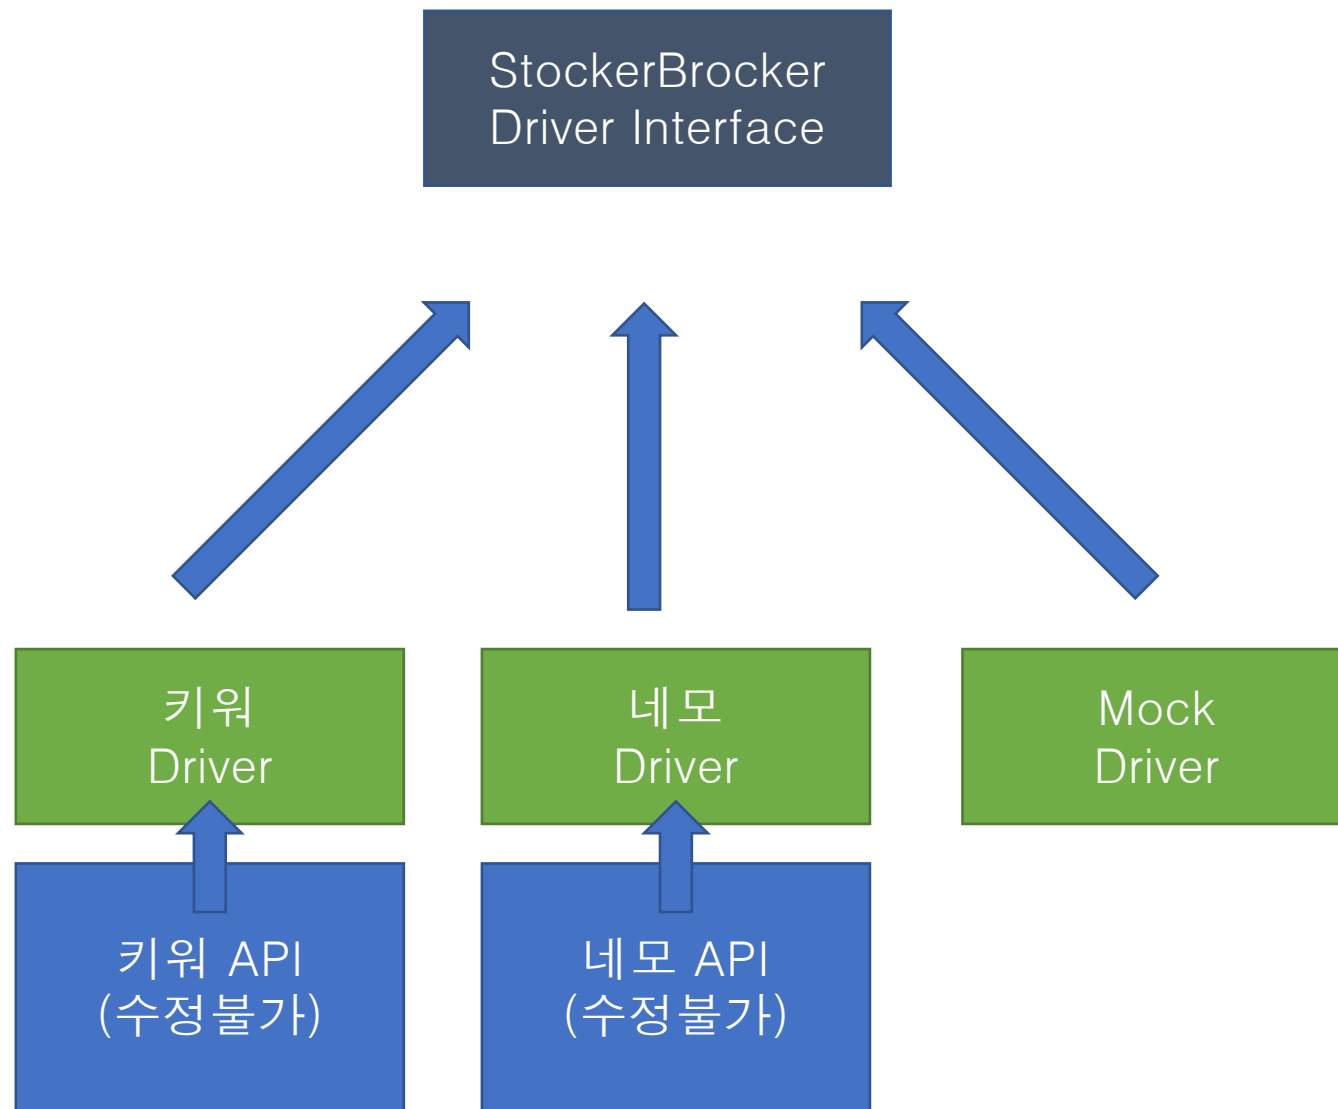 StockerBrocker
Driver Interface
키워
Driver
네모
Driver
Mock
Driver
키워 API
(수정불가)
네모 API
(수정불가)